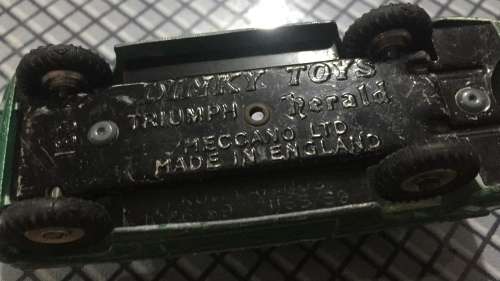 DINKY TOYS
TRIUMPH Herald
MECCANO LTD
MADE IN ENGLAND